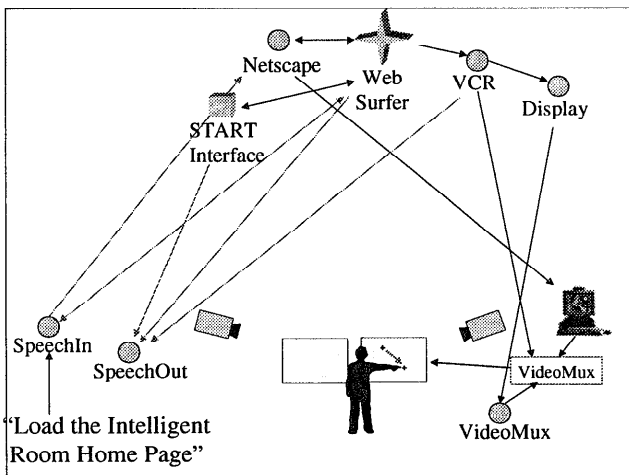 Netscape
Web
Surfer
VCR
Display
START
Interface
SpeechIn
SpeechOut
VideoMux
VideoMux
“Load the Intelligent
Room Home Page”